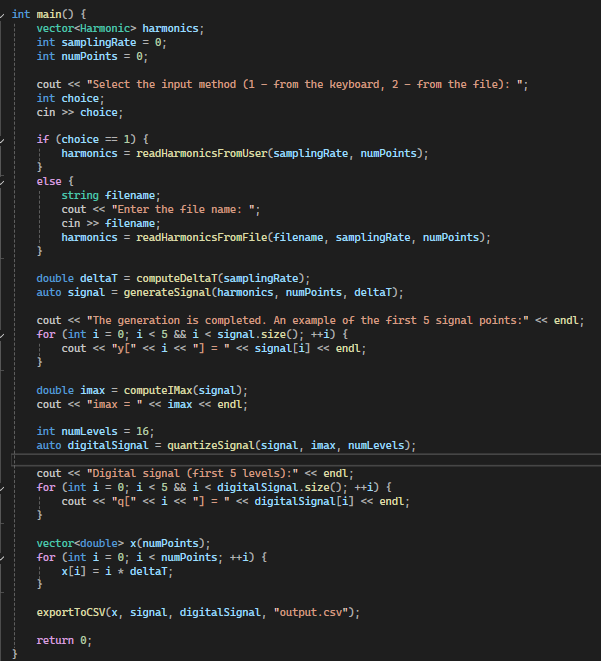 int main() {
vector<Harmonic> harmonics;
int samplingRate = 0;
int numPoints = 0;
cout << "Select the input method (1 - from the keyboard, 2 - from the file): ";
int choice;
cin >> choice;
if (choice == 1) {
harmonics = readHarmonicsFromUser(samplingRate, numPoints);
}
else {
string filename;
cout << "Enter the file name: ";
cin >> filename;
harmonics = readHarmonicsFromFile(filename, samplingRate, numPoints);
}
double deltaT = computeDeltaT(samplingRate);
auto signal = generateSignal(harmonics, numPoints, deltaT);
cout << "The generation is completed. An example of the first 5 signal points:" << endl;
for (int i = 0; i < 5 && i < signal.size(); ++i) {
cout << "y[" << i << "] = " << signal[i] << endl;
}
double imax = computeIMax(signal);
cout << "imax = " << imax << endl;
int numLevels = 16;
auto digitalSignal = quantizeSignal(signal, imax, numLevels);
cout << "Digital signal (first 5 levels):" << endl;
for (int i = 0; i < 5 && i < digitalSignal.size(); ++i) {
cout << "q[" << i << "] = " << digitalSignal[i] << endl;
}
vector<double> x(numPoints);
for (int i = 0; i < numPoints; ++i) {
x[i] = i * deltaT;
}
exportToCSV(x, signal, digitalSignal, "output.csv");
return 0;
}